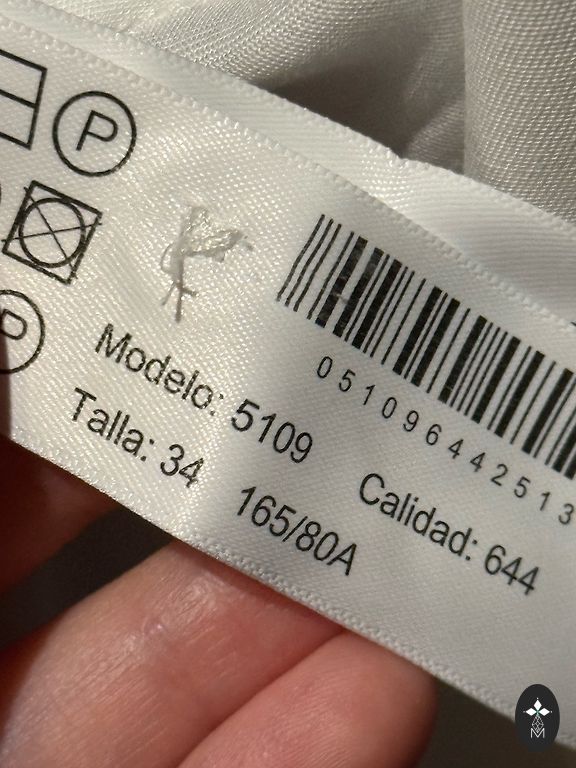 P
P
051096442513
Modelo: 5109
Calidad: 644
Talla: 34
165/80A
M